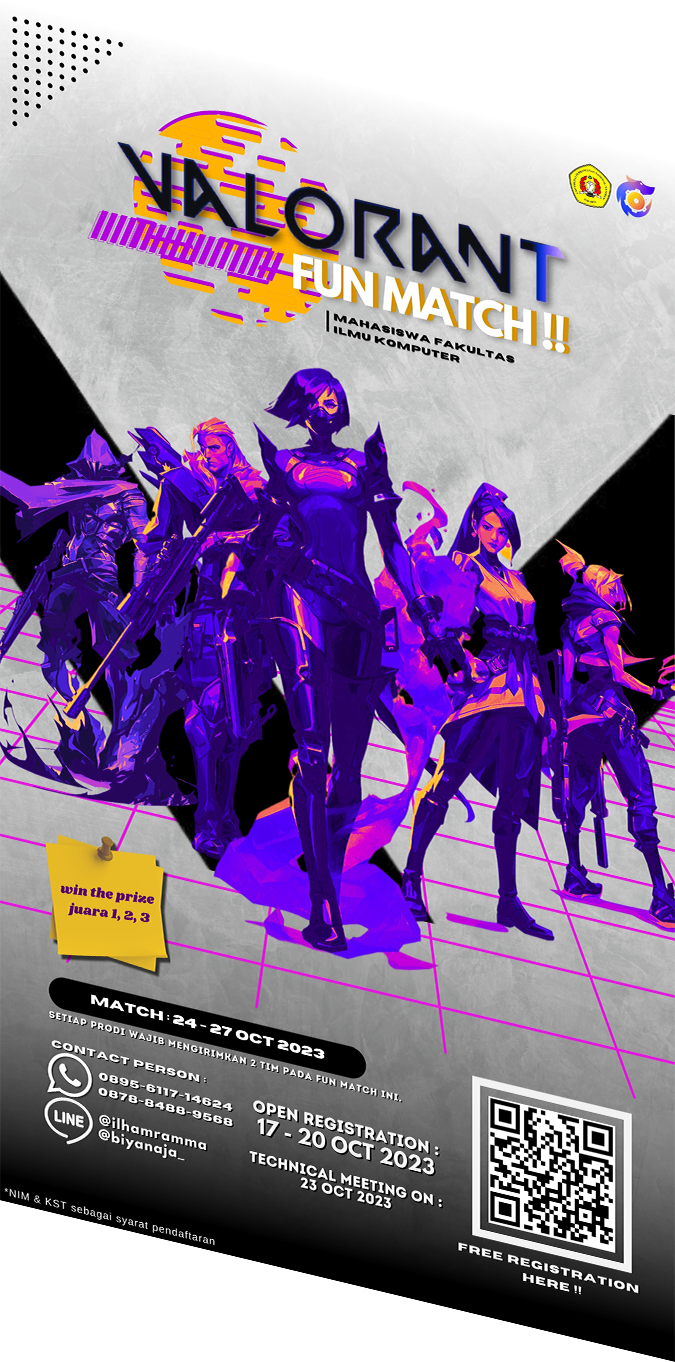 VALORANT
FUN MATCH !!
MAHASISWA FAKULTAS
ILMU KOMPUTER
win the prize
juara 1, 2, 3
MATCH : 24 - 27 OCT 2023
SETIAP PRODI WAJIB MENGIRIMKAN 2 TIM PADA FUN MATCH INI.
CONTACT PERSON :
0895-6117-14624
0878-8488-9568
LINE
@ilhamramma
@biyanaja_
OPEN REGISTRATION :
17 - 20 OCT 2023
TECHNICAL MEETING ON :
23 OCT 2023
FREE REGISTRATION
HERE !!
*NIM & KST sebagai syarat pendaftaran